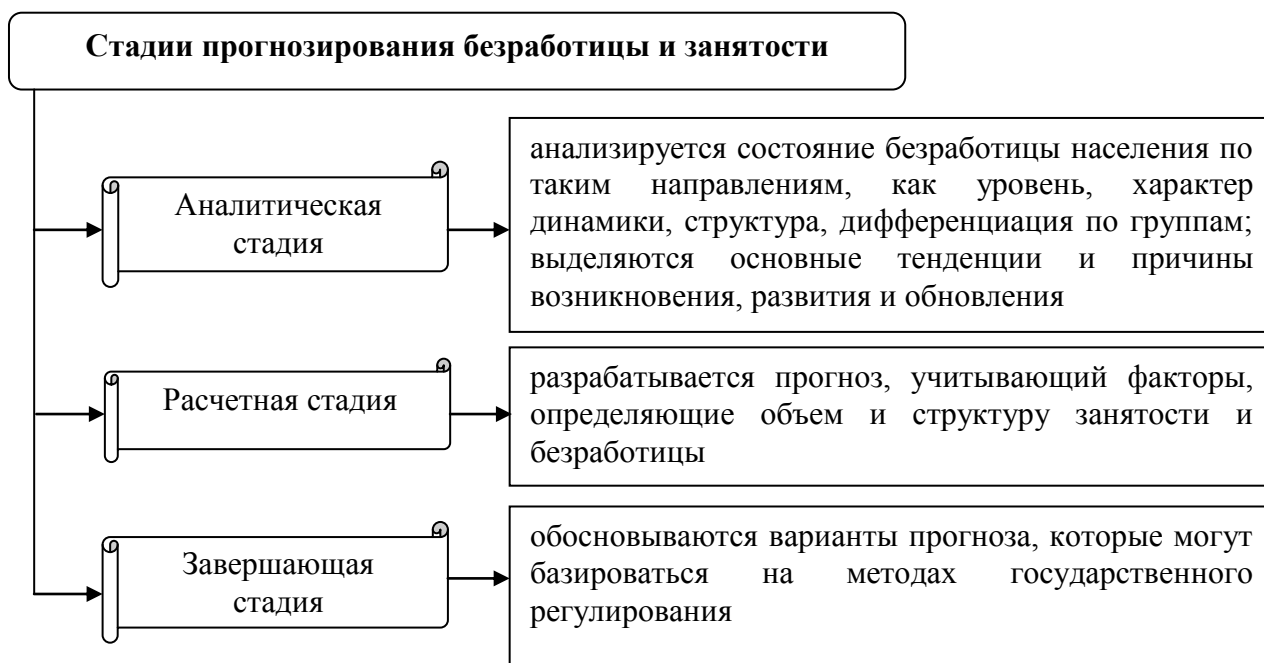 Стадии прогнозирования безработицы и занятости
Аналитическая
стадия
анализируется состояние безработицы населения по
таким направлениям, как уровень, характер
динамики, структура, дифференциация по группам;
выделяются основные тенденции и причины
возникновения, развития и обновления
Расчетная стадия
разрабатывается прогноз, учитывающий факторы,
определяющие объем и структуру занятости и
безработицы
Завершающая
стадия
обосновываются варианты прогноза, которые могут
базироваться на методах государственного
регулирования